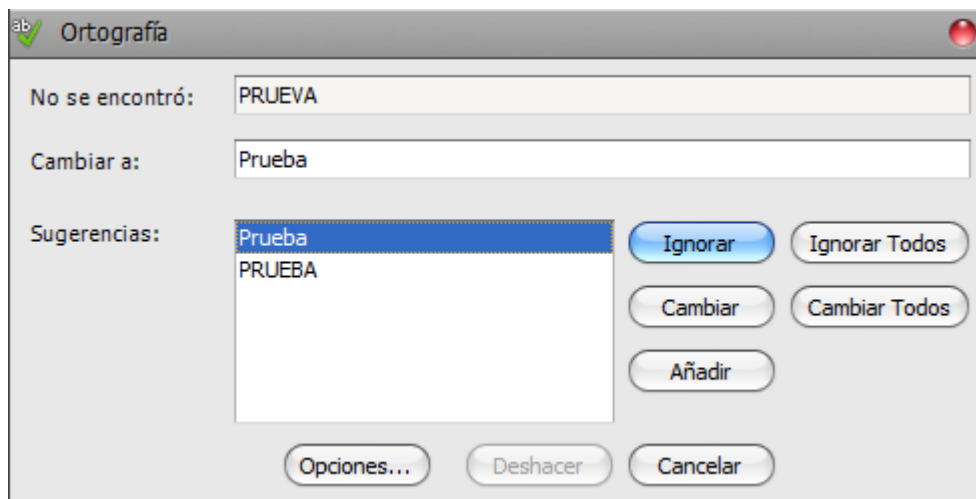 ab Ortografía
No se encontró: PRUEVA
Cambiar a: Prueba
Sugerencias: Prueba
PRUEBA
Ignorar Ignorar Todos
Cambiar Cambiar Todos
Añadir
Opciones... Deshacer Cancelar